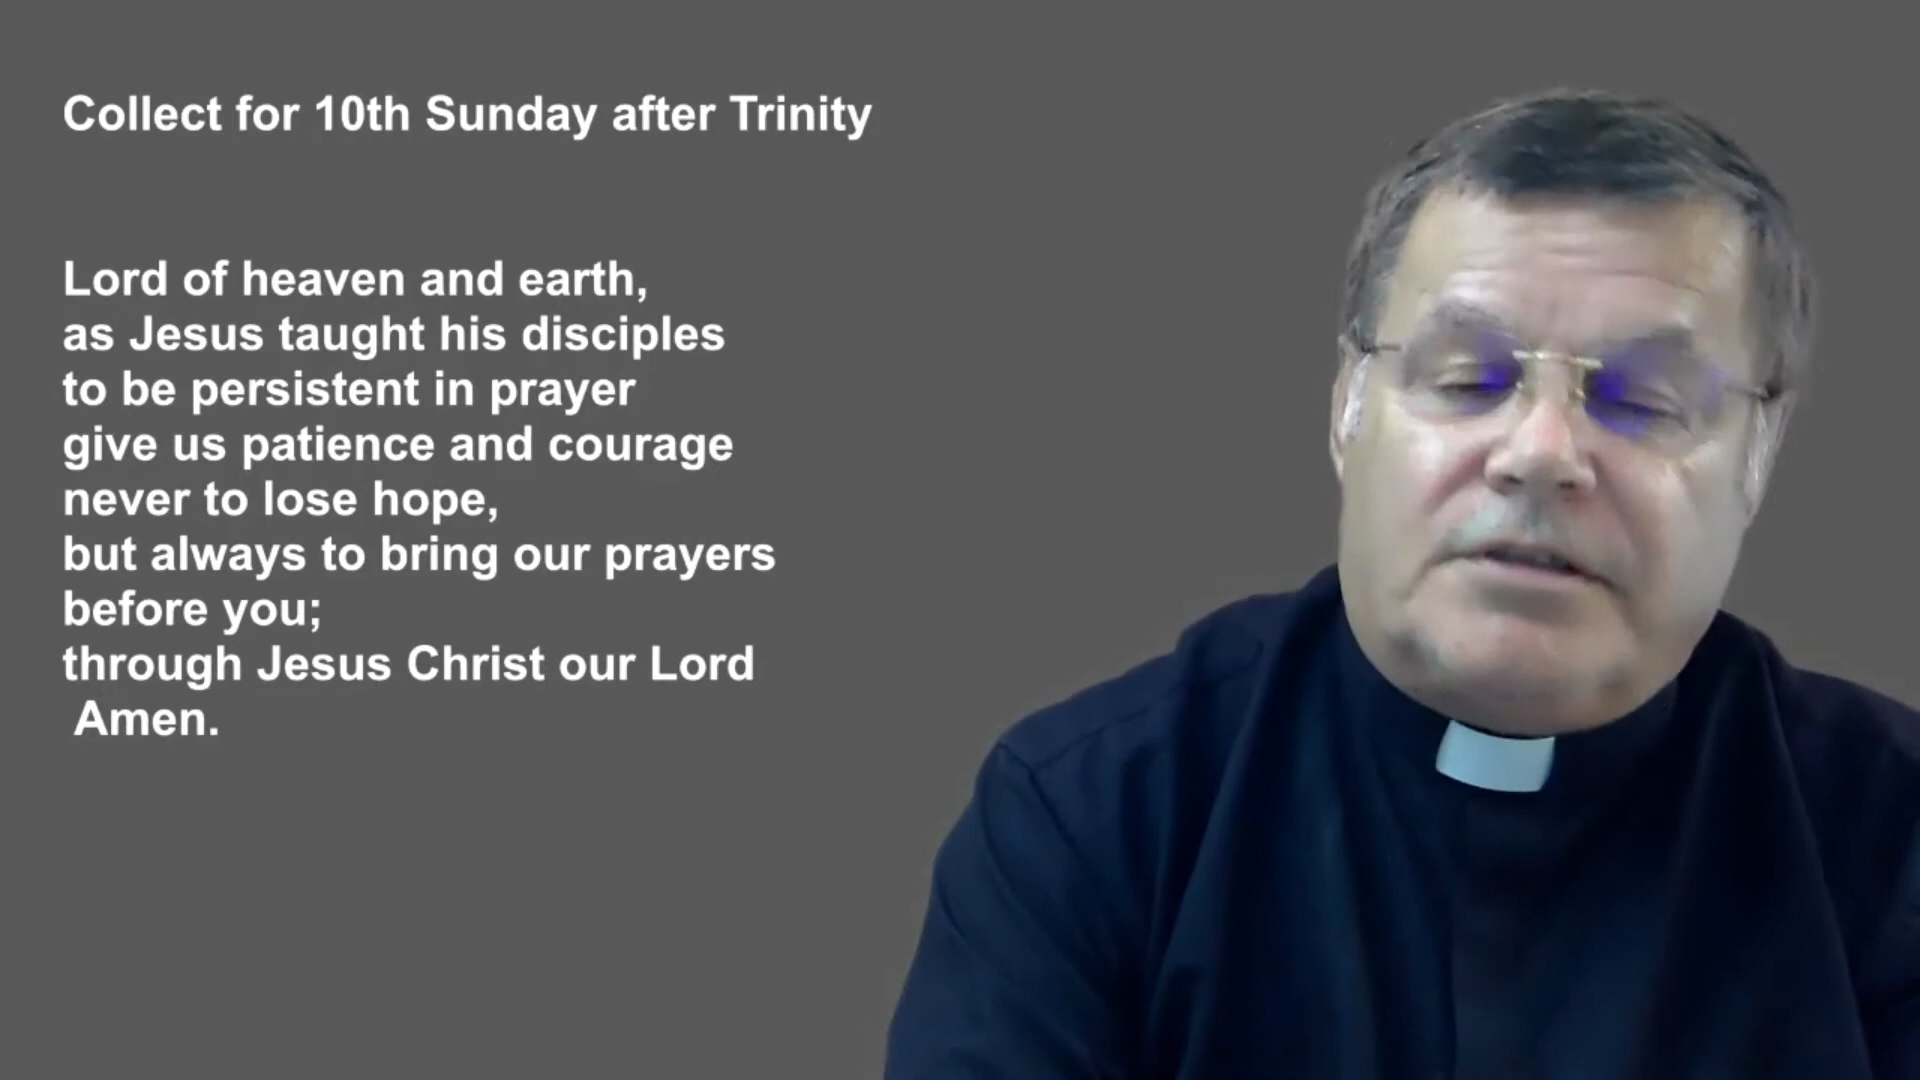 Collect for 10th Sunday after Trinity
Lord of heaven and earth,
as Jesus taught his disciples
to be persistent in prayer
give us patience and courage
never to lose hope,
but always to bring our prayers
before you;
through Jesus Christ our Lord
Amen.